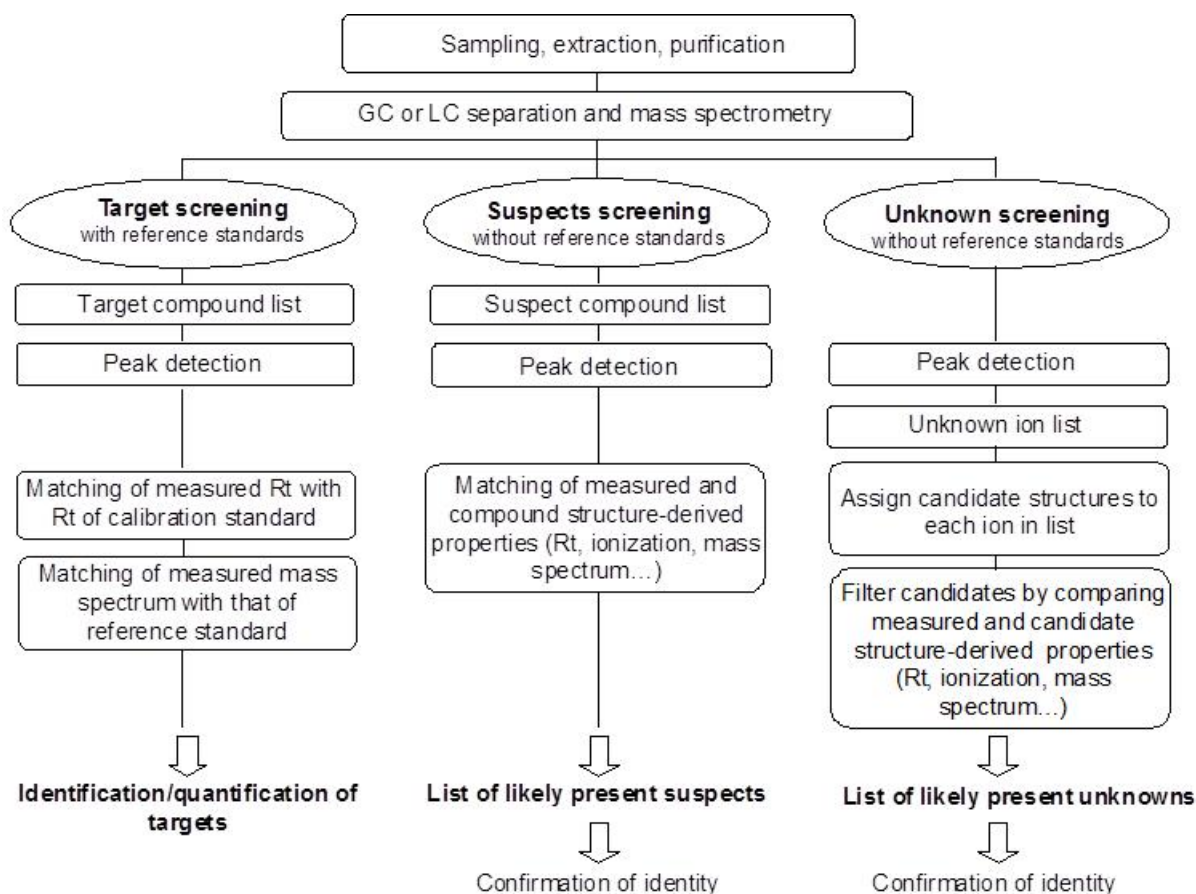 Sampling, extraction, purification
GC or LC separation and mass spectrometry
Target screening
with reference standards
Target compound list
Peak detection
Matching of measured Rt with
Rt of calibration standard
Matching of measured mass
spectrum with that of
reference standard
Identification/quantification of
targets
Suspects screening
without reference standards
Suspect compound list
Peak detection
Matching of measured and
compound structure-derived
properties (Rt, ionization, mass
spectrum...)
List of likely present suspects
Confirmation of identity
Unknown screening
without reference standards
Peak detection
Unknown ion list
Assign candidate structures to
each ion in list
Filter candidates by comparing
measured and candidate
structure-derived properties
(Rt, ionization, mass
spectrum...)
List of likely present unknowns
Confirmation of identity